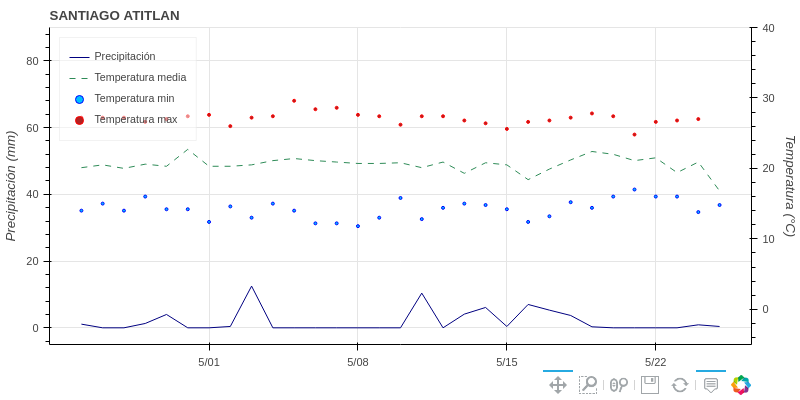 SANTIAGO ATITLAN
80
60
40
20
0
Precipitación (mm)
Precipitación
Temperatura media
Temperatura min
Temperatura max
40
30
20
10
0
Temperatura (°C)
5/01
5/08
5/15
5/22